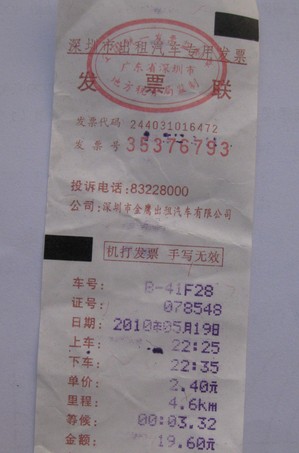 深圳市出租汽车专用发票
广东省深圳市
发 票 联
发票代码 244031016472
发票号 35376793
投诉电话:83228000
公司:深圳市金鹰出租汽车有限公司
机打发票 手写无效
车号: B-41F28
证号: 078548
日期: 2010年05月19日
上车: 22:25
下车: 22:35
单价: 2.40元
里程: 4.6km
等候: 00:03.32
金额: 19.60元